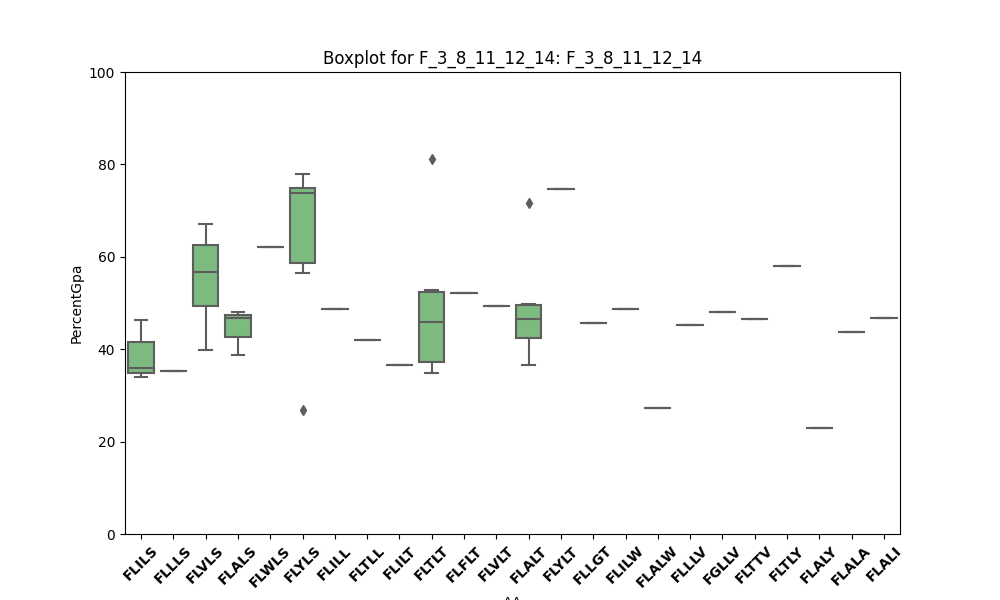 Boxplot for F_3_8_11_12_14: F_3_8_11_12_14
100
80
60
40
20
0
PercentGpa
FLILS FLLLS FLVLS FLALS FLWLS FLYLS FLILL FLTLL FLILT FLTLT FLFLT FLVLT FLALT FLYLT FLLGT FLILW FLALW FLLLV FGLLV FLTTV FLTLY FLALY FLALA FLALI